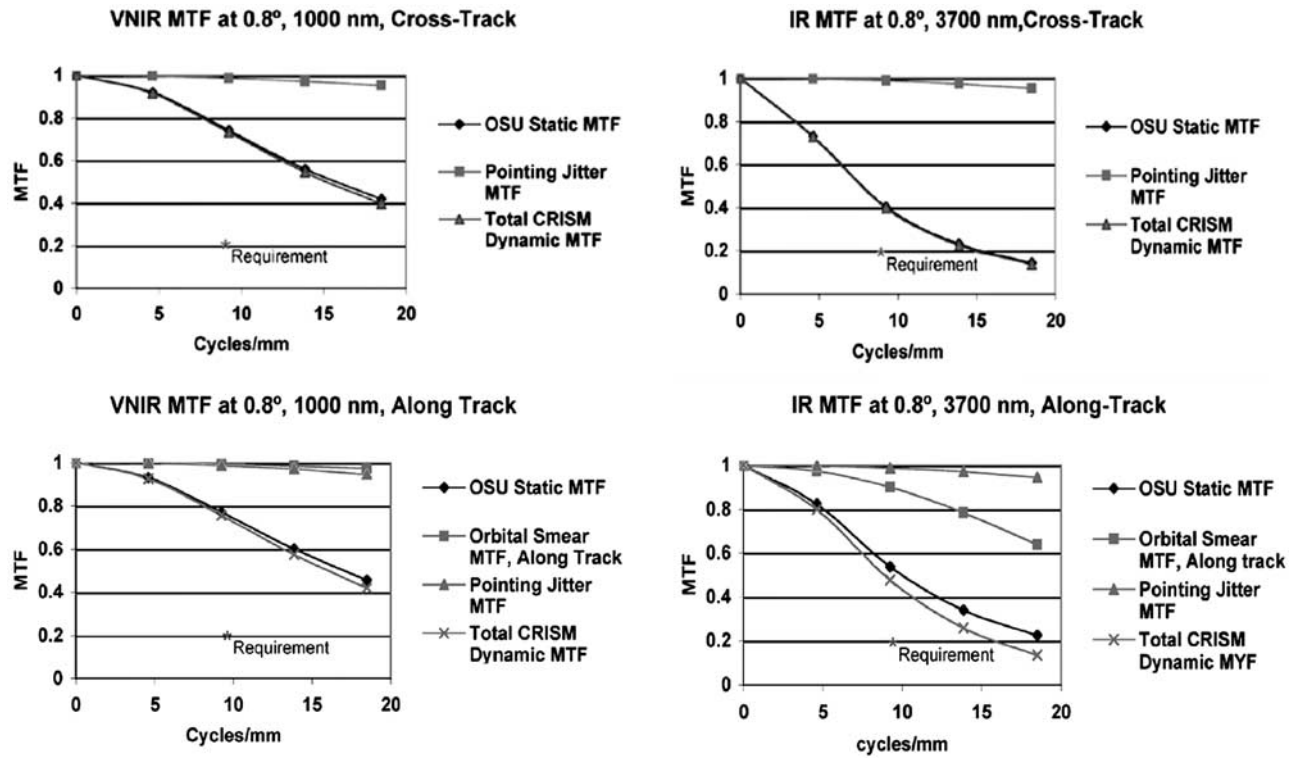 VNIR MTF at 0.8º, 1000 nm, Cross-Track
1
0.8
0.6
0.4
0.2
0
MTF
0 5 10 15 20
Cycles/mm
*Requirement
OSU Static MTF
Pointing Jitter
MTF
Total CRISM
Dynamic MTF
IR MTF at 0.8º, 3700 nm,Cross-Track
1
0.8
0.6
0.4
0.2
0
MTF
0 5 10 15 20
Cycles/mm
*Requirement
OSU Static MTF
Pointing Jitter
MTF
Total CRISM
Dynamic MTF
VNIR MTF at 0.8º, 1000 nm, Along Track
1
0.8
0.6
0.4
0.2
0
MTF
0 5 10 15 20
Cycles/mm
*Requirement
OSU Static MTF
Orbital Smear
MTF, Along Track
Pointing Jitter
MTF
Total CRISM
Dynamic MTF
IR MTF at 0.8º, 3700 nm, Along-Track
1
0.8
0.6
0.4
0.2
0
MTF
0 5 10 15 20
cycles/mm
*Requirement
OSU Static MTF
Orbital Smear
MTF, Along track
Pointing Jitter
MTF
Total CRISM
Dynamic MYF